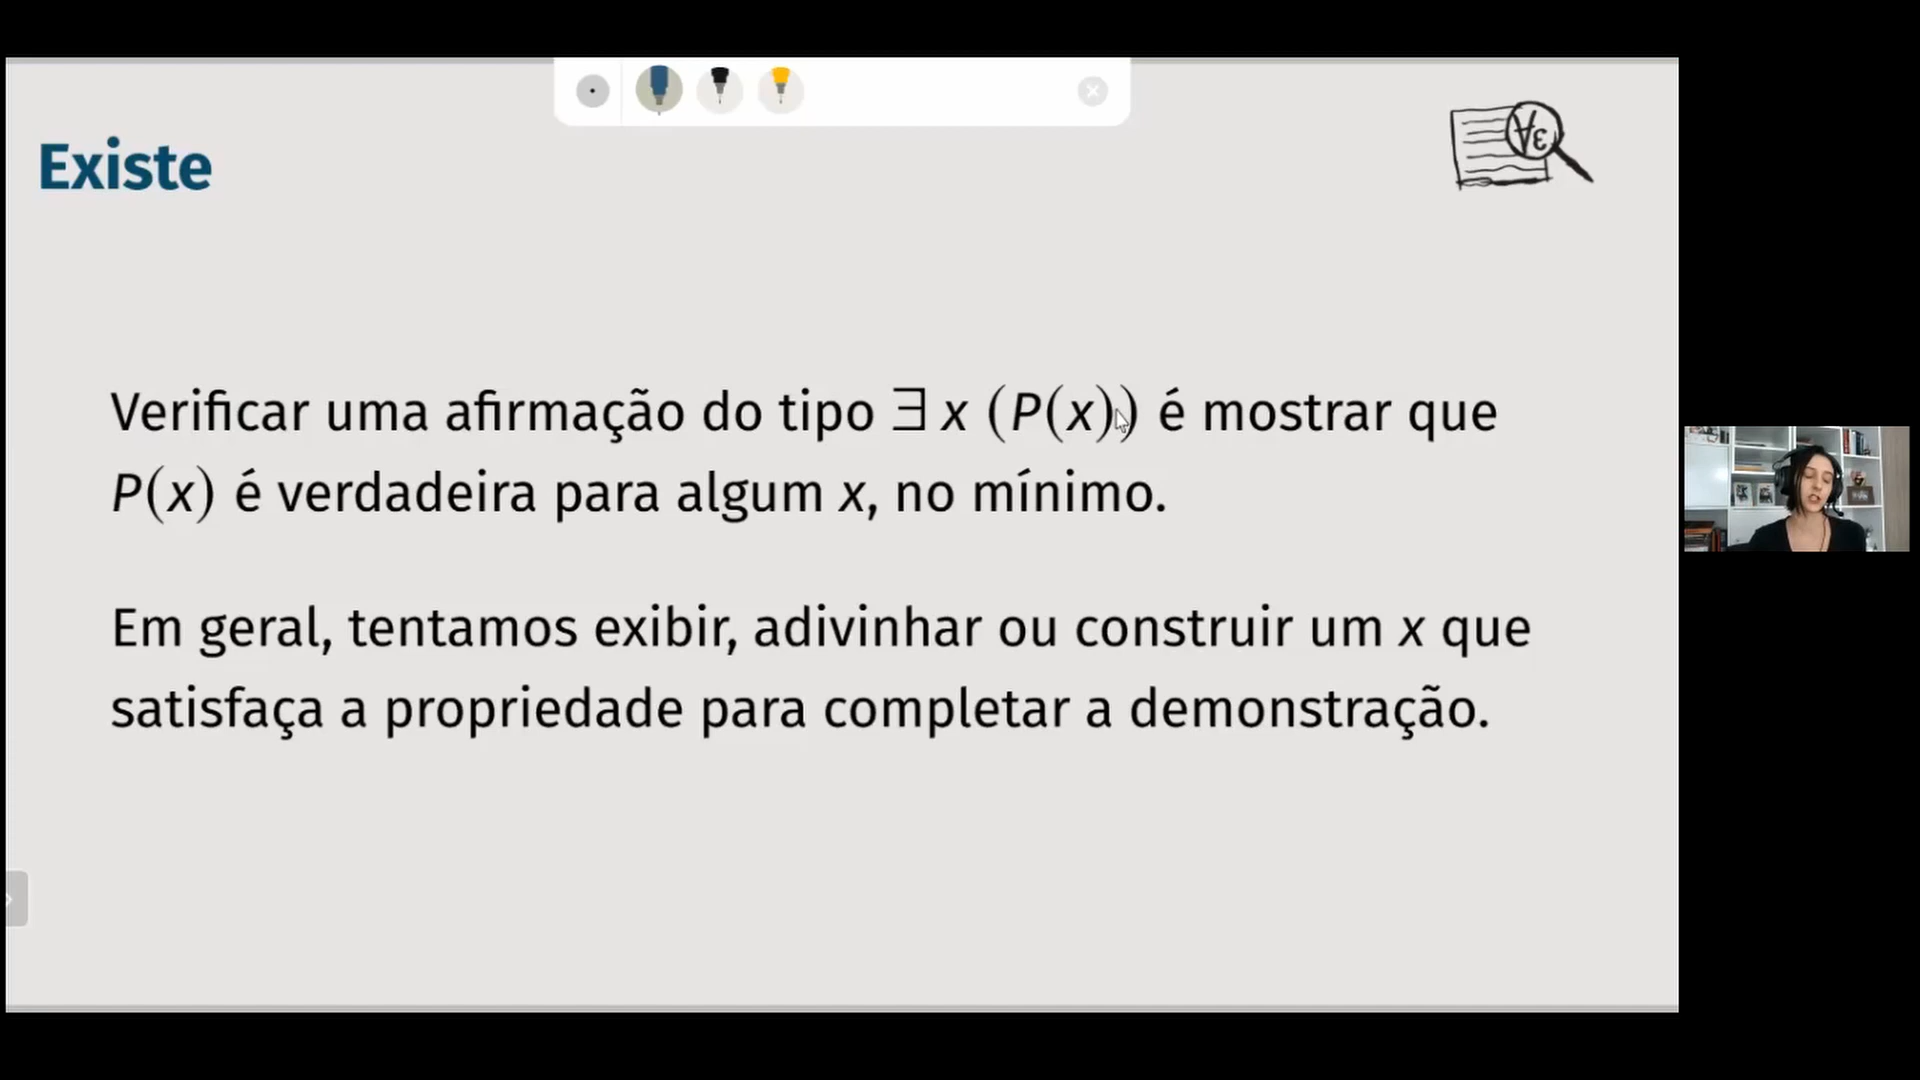 ∀∃
Existe
Verificar uma afirmação do tipo ∃ x (P(x)) é mostrar que
P(x) é verdadeira para algum x, no mínimo.
Em geral, tentamos exibir, adivinhar ou construir um x que
satisfaça a propriedade para completar a demonstração.